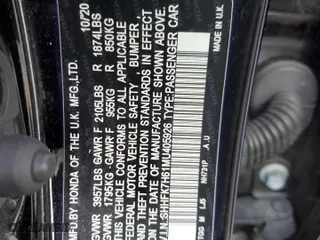 MFD. BY HONDA OF THE U.K. MFG.,LTD. 10/20
GVWR 3957LBS GAWR F 2105LBS R 1874LBS
GVWR 1795KG GAWR F 955KG R 850KG
THIS VEHICLE CONFORMS TO ALL APPLICABLE FEDERAL MOTOR VEHICLE SAFETY , BUMPER ,
AND THEFT PREVENTION STANDARDS IN EFFECT ON THE DATE OF MANUFACTURE SHOWN ABOVE.
V.I.N. SHHFK7H61MU405926 TYPE:PASSENGER CAR
NH731P A U MADE IN U.K.